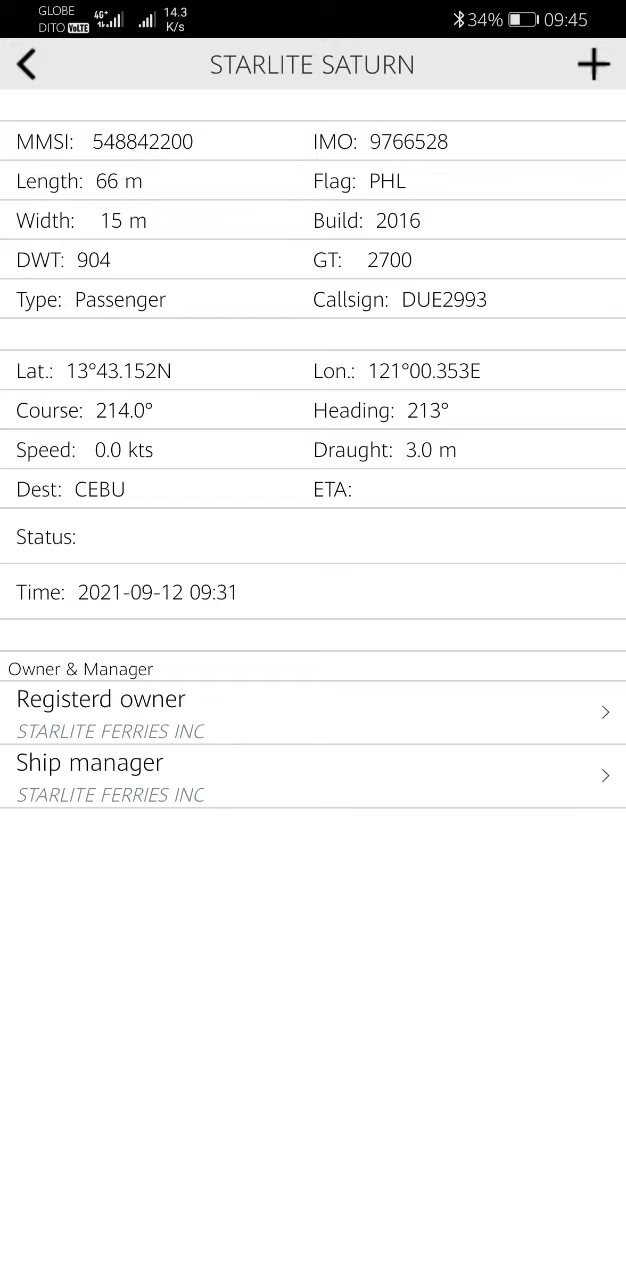 GLOBE 4G+ 14.3 34% 09:45
DITO VoLTE K/s
STARLITE SATURN
MMSI: 548842200 IMO: 9766528
Length: 66 m Flag: PHL
Width: 15 m Build: 2016
DWT: 904 GT: 2700
Type: Passenger Callsign: DUE2993
Lat.: 13°43.152N Lon.: 121°00.353E
Course: 214.0° Heading: 213°
Speed: 0.0 kts Draught: 3.0 m
Dest: CEBU ETA:
Status:
Time: 2021-09-12 09:31
Owner & Manager
Registerd owner
STARLITE FERRIES INC
Ship manager
STARLITE FERRIES INC